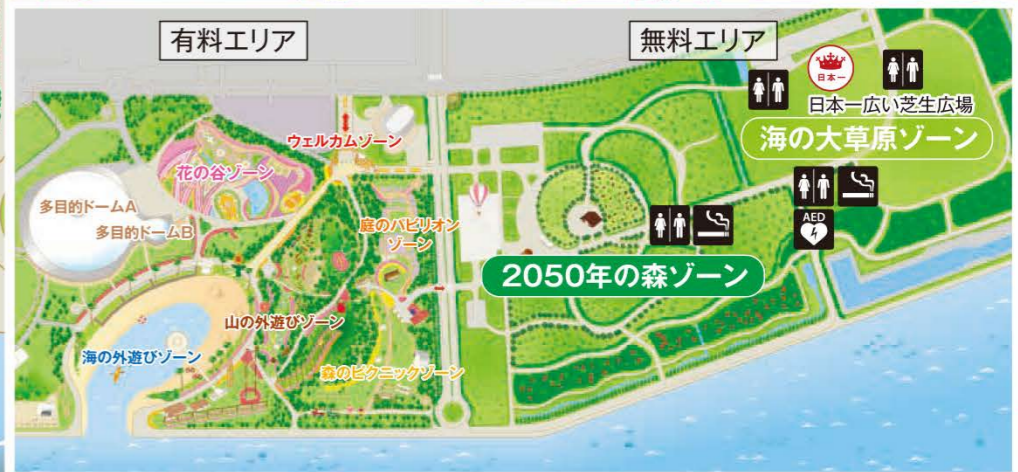 有料エリア
無料エリア
日本一
日本一広い芝生広場
海の大草原ゾーン
ウェルカムゾーン
花の谷ゾーン
多目的ドームA
多目的ドームB
庭のパビリオン
ゾーン
AED
2050年の森ゾーン
山の外遊びゾーン
海の外遊びゾーン
森のピクニックゾーン